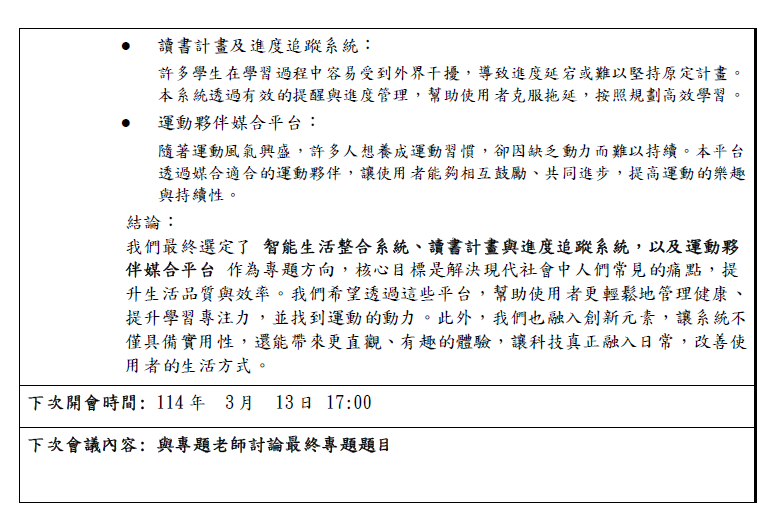 ● 讀書計畫及進度追蹤系統：
許多學生在學習過程中容易受到外界干擾，導致進度延宕或難以堅持原定計畫。
本系統透過有效的提醒與進度管理，幫助使用者克服拖延，按照規劃高效學習。
● 運動夥伴媒合平台：
隨著運動風氣興盛，許多人想養成運動習慣，卻因缺乏動力而難以持續。本平台
透過媒合適合的運動夥伴，讓使用者能夠相互鼓勵、共同進步，提高運動的樂趣
與持續性。
結論：
我們最終選定了 智能生活整合系統、讀書計畫與進度追蹤系統，以及運動夥
伴媒合平台 作為專題方向，核心目標是解決現代社會中人們常見的痛點，提
升生活品質與效率。我們希望透過這些平台，幫助使用者更輕鬆地管理健康、
提升學習專注力，並找到運動的動力。此外，我們也融入創新元素，讓系統不
僅具備實用性，還能帶來更直觀、有趣的體驗，讓科技真正融入日常，改善使
用者的生活方式。
下次開會時間: 114 年 3 月 13 日 17:00
下次會議內容: 與專題老師討論最終專題題目